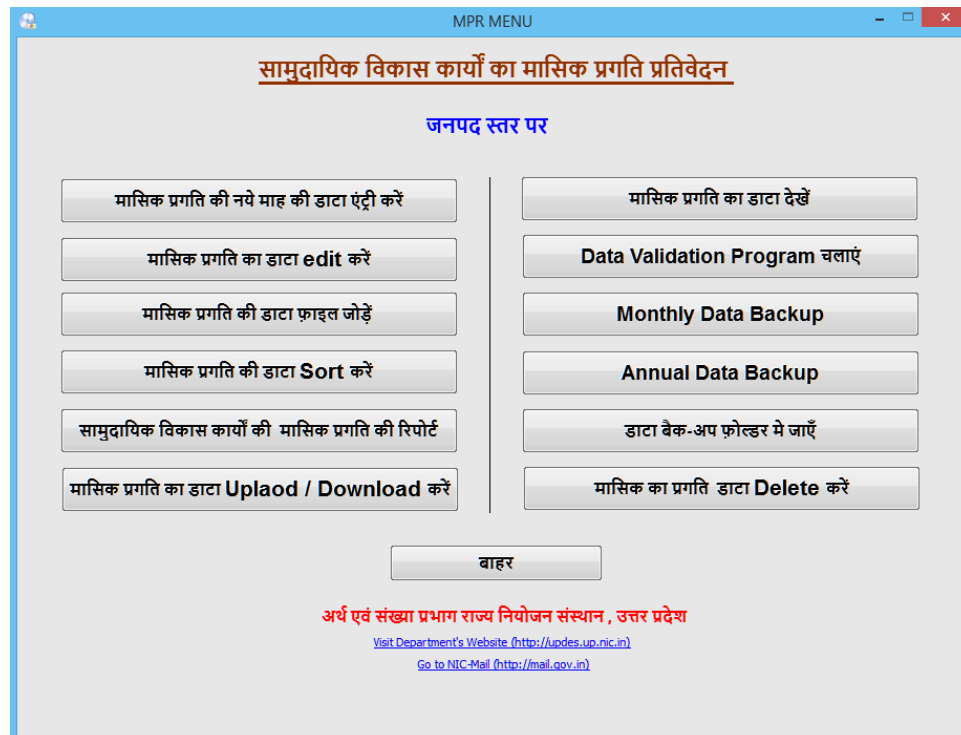 MPR MENU
सामुदायिक विकास कार्यों का मासिक प्रगति प्रतिवेदन
जनपद स्तर पर
मासिक प्रगति की नये माह की डाटा एंट्री करें
मासिक प्रगति का डाटा edit करें
मासिक प्रगति की डाटा फ़ाइल जोड़ें
मासिक प्रगति की डाटा Sort करें
सामुदायिक विकास कार्यों की मासिक प्रगति की रिपोर्ट
मासिक प्रगति का डाटा Uplaod / Download करें
मासिक प्रगति का डाटा देखें
Data Validation Program चलाएं
Monthly Data Backup
Annual Data Backup
डाटा बैक-अप फ़ोल्डर मे जाएँ
मासिक का प्रगति डाटा Delete करें
बाहर
अर्थ एवं संख्या प्रभाग राज्य नियोजन संस्थान , उत्तर प्रदेश
Visit Department's Website (http://updes.up.nic.in)
Go to NIC-Mail (http://mail.gov.in)